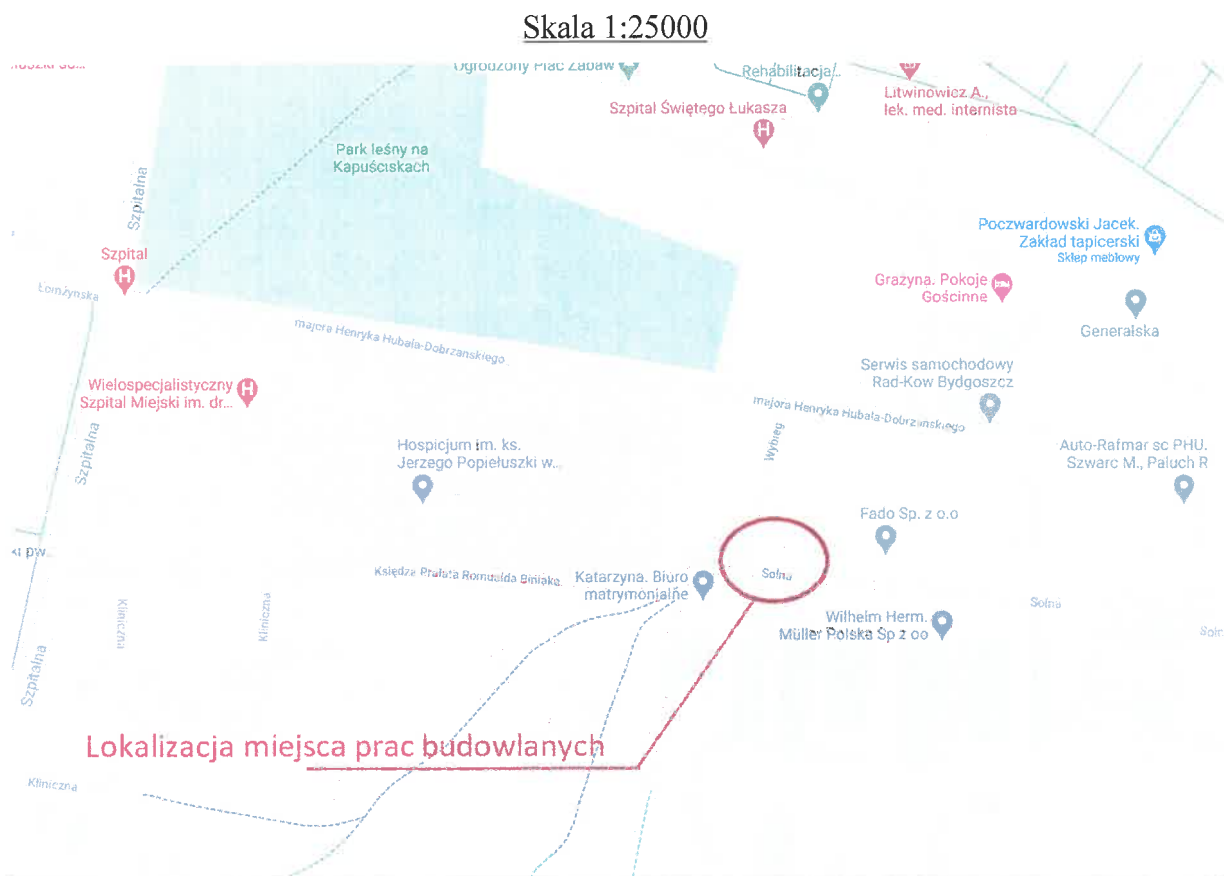 Skala 1:25000
Ogrodzony Plac Zabaw
Rehabilitacja..
Szpital Świętego Łukasza
Litwinowicz A.,
lek. med. internista
Park leśny na
Kapuściskach
Szpitalna
Poczwardowski Jacek.
Zakład tapicerski
Sklep meblowy
Szpital
Grazyna. Pokoje
Gościnne
Łomżynska
Generalska
majora Henryka Hubala-Dobrzanskiego
Serwis samochodowy
Rad-Kow Bydgoszcz
Wielospecjalistyczny
Szpital Miejski im. dr...
majora Henryka Hubala-Dobrzanskiego
Wybieg
Szpitalna
Hospicjum im. ks.
Jerzego Popiełuszki w...
Auto-Rafmar sc PHU.
Szwarc M., Paluch R
Fado Sp. z o.o
pw.
Księdza Prałata Romualda Biniaka
Katarzyna. Biuro
matrymonialne
Solna
Solna
Kliniczna
Kliniczna
Wilhelm Herm.
Müller Polska Sp z oo
Soln
Szpitalna
Lokalizacja miejsca prac budowlanych
Kliniczna